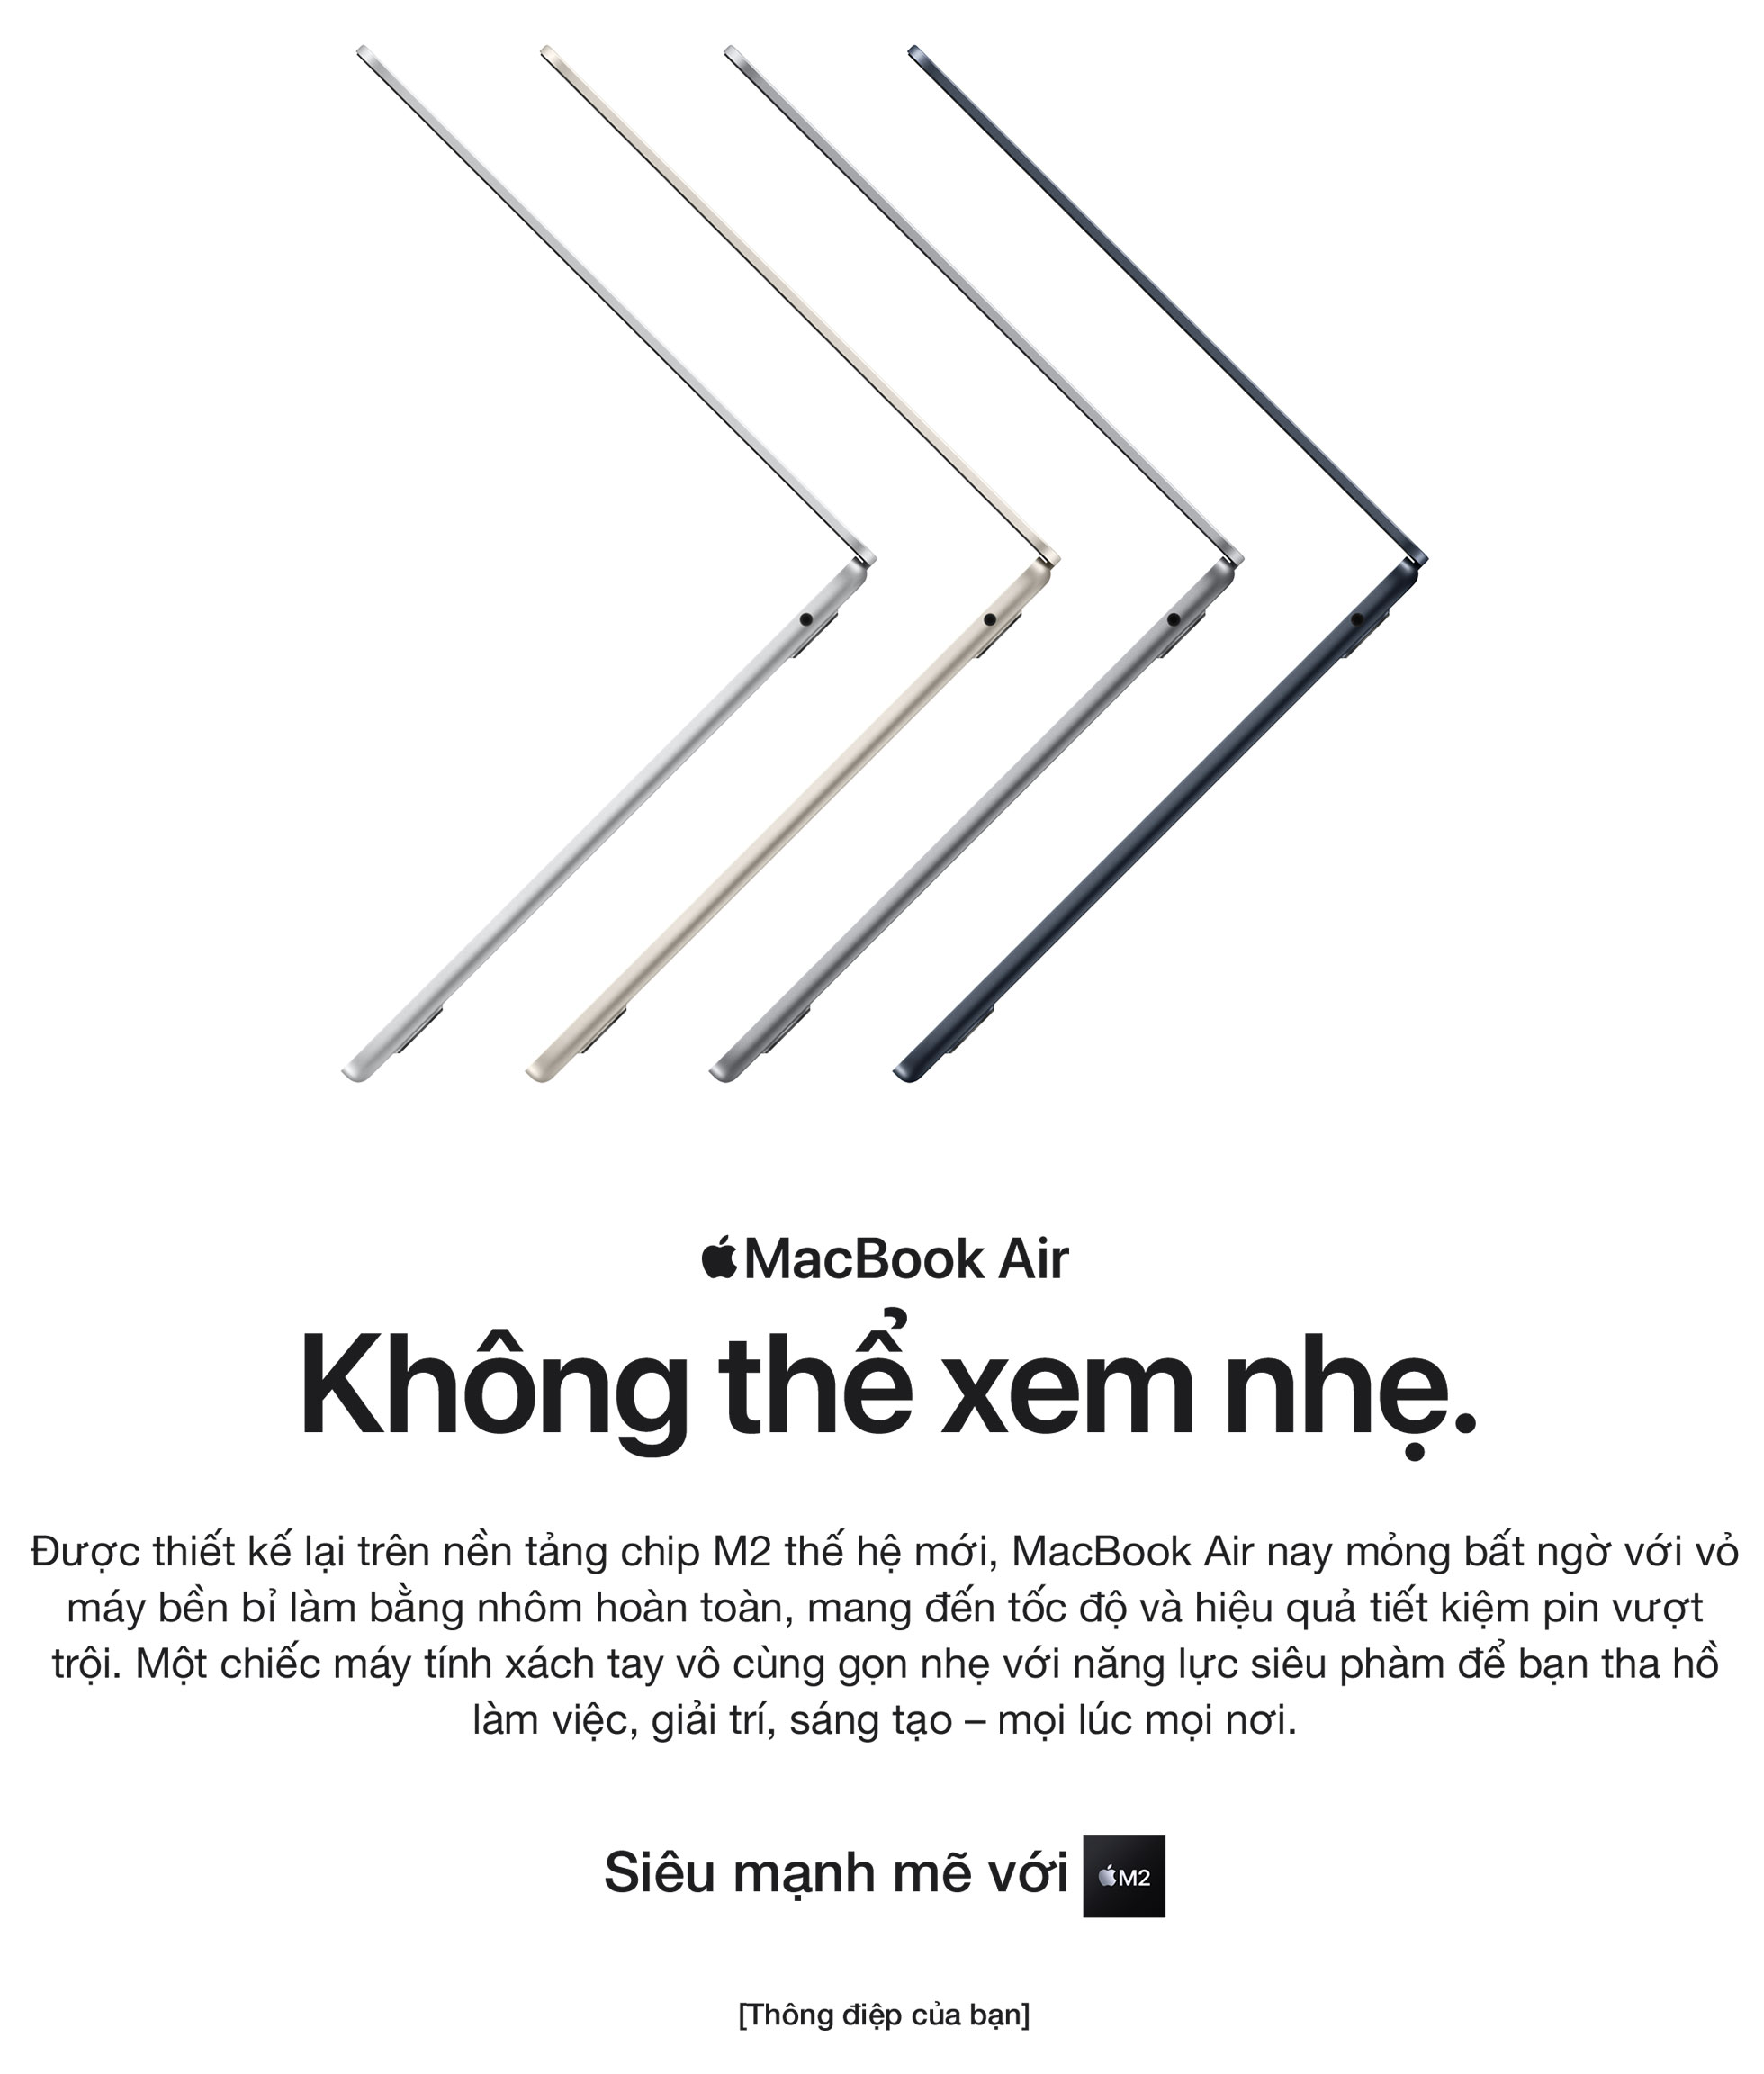 MacBook Air
Không thể xem nhẹ.
Được thiết kế lại trên nền tảng chip M2 thế hệ mới, MacBook Air nay mỏng bất ngờ với vỏ
máy bền bỉ làm bằng nhôm hoàn toàn, mang đến tốc độ và hiệu quả tiết kiệm pin vượt
trội. Một chiếc máy tính xách tay vô cùng gọn nhẹ với năng lực siêu phàm để bạn tha hồ
làm việc, giải trí, sáng tạo – mọi lúc mọi nơi.
Siêu mạnh mẽ với M2
[Thông điệp của bạn]